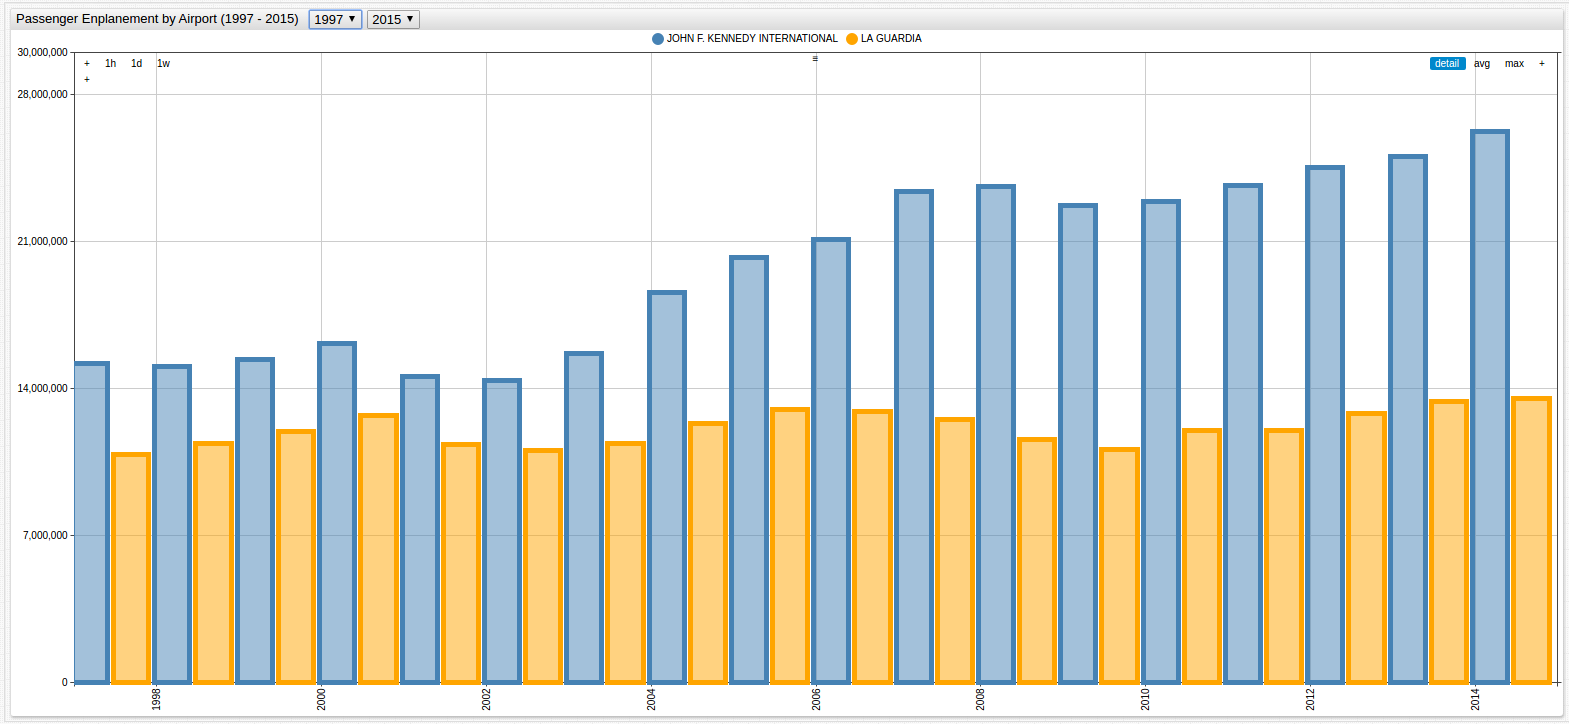 Passenger Enplanement by Airport (1997 - 2015) 1997 ▼ 2015 ▼
JOHN F. KENNEDY INTERNATIONAL LA GUARDIA
30,000,000
+ 1h 1d 1w ≡ detail avg max +
+
28,000,000
21,000,000
14,000,000
7,000,000
0
1998 2000 2002 2004 2006 2008 2010 2012 2014